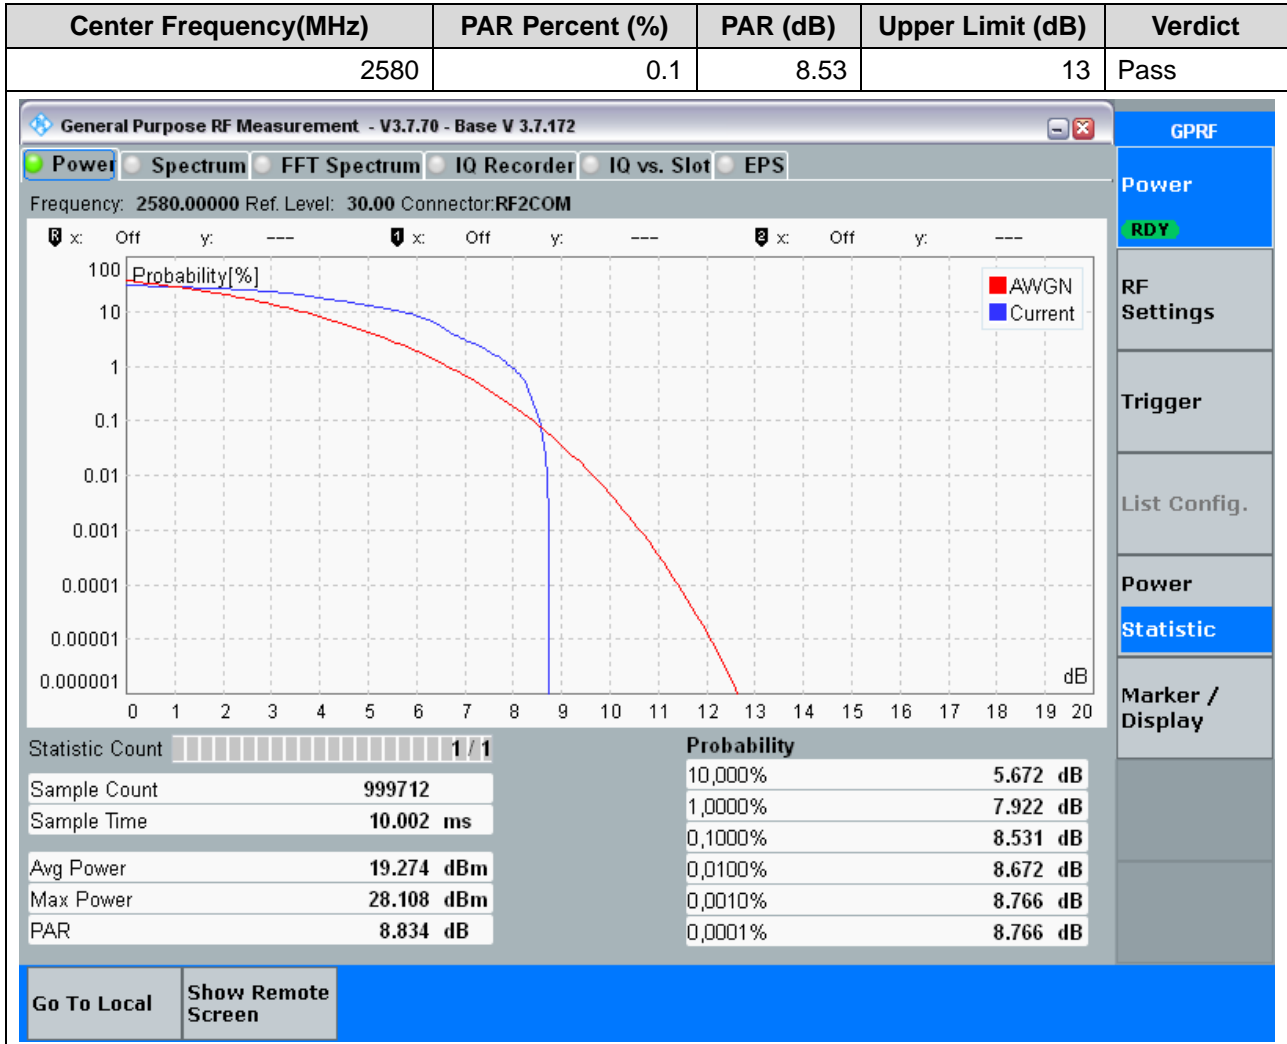 Center Frequency(MHz) PAR Percent (%) PAR (dB) Upper Limit (dB) Verdict
2580 0.1 8.53 13 Pass
General Purpose RF Measurement - V3.7.70 - Base V 3.7.172
GPRF
Power Spectrum FFT Spectrum IQ Recorder IQ vs. Slot EPS
Frequency: 2580.00000 Ref. Level: 30.00 Connector:RF2COM
R x: Off y: --- 1 x: Off y: --- 2 x: Off y: ---
Power
RDY
RF
Settings
Trigger
List Config.
Power
Statistic
Marker /
Display
Probability[%]
AWGN
Current
100
10
1
0.1
0.01
0.001
0.0001
0.00001
0.000001
dB
0 1 2 3 4 5 6 7 8 9 10 11 12 13 14 15 16 17 18 19 20
Statistic Count 1 / 1
Sample Count 999712
Sample Time 10.002 ms
Avg Power 19.274 dBm
Max Power 28.108 dBm
PAR 8.834 dB
Probability
10,000% 5.672 dB
1,0000% 7.922 dB
0,1000% 8.531 dB
0,0100% 8.672 dB
0,0010% 8.766 dB
0,0001% 8.766 dB
Go To Local
Show Remote
Screen